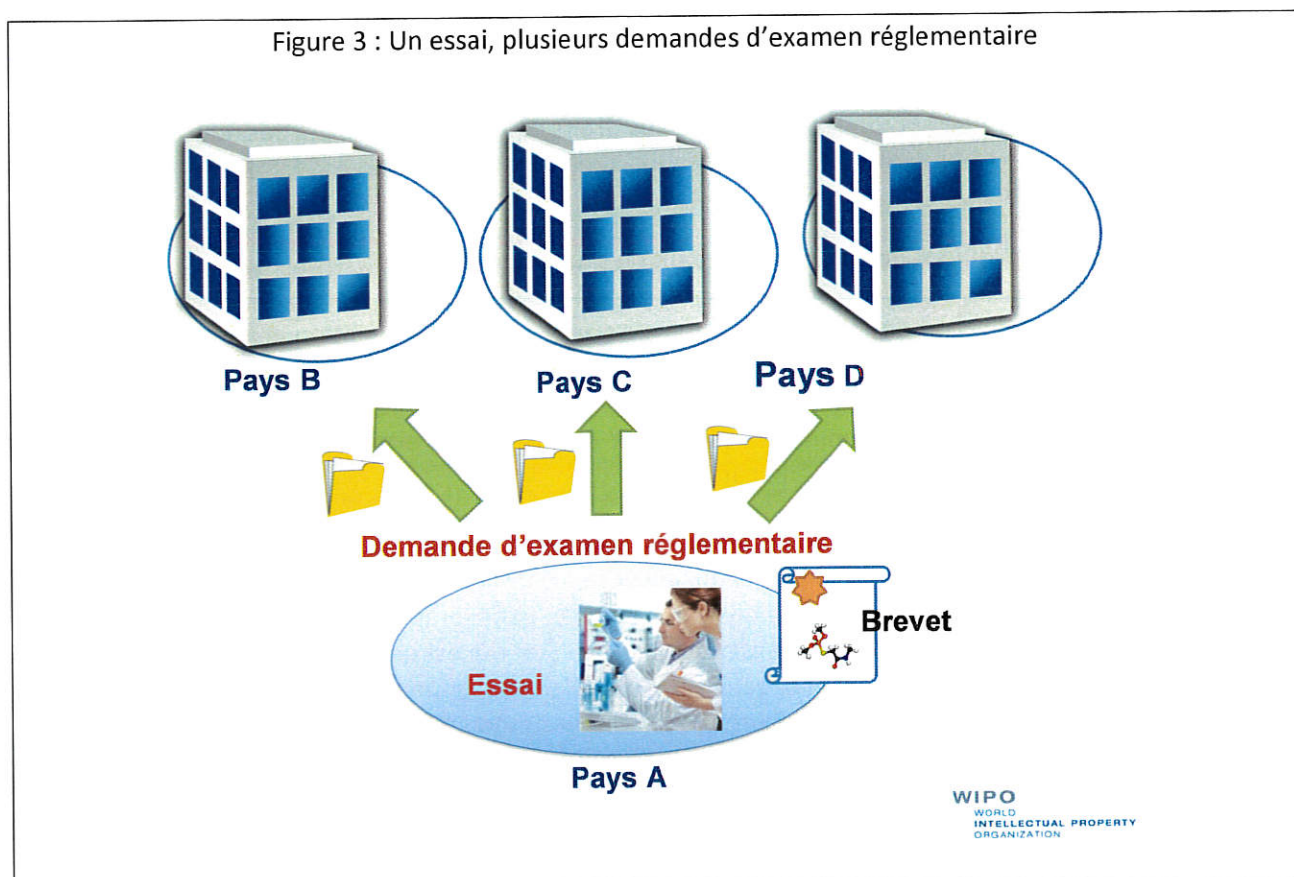 Figure 3 : Un essai, plusieurs demandes d’examen réglementaire
Pays B
Pays C
Pays D
Demande d’examen réglementaire
Brevet
Essai
Pays A
WIPO
WORLD
INTELLECTUAL PROPERTY
ORGANIZATION